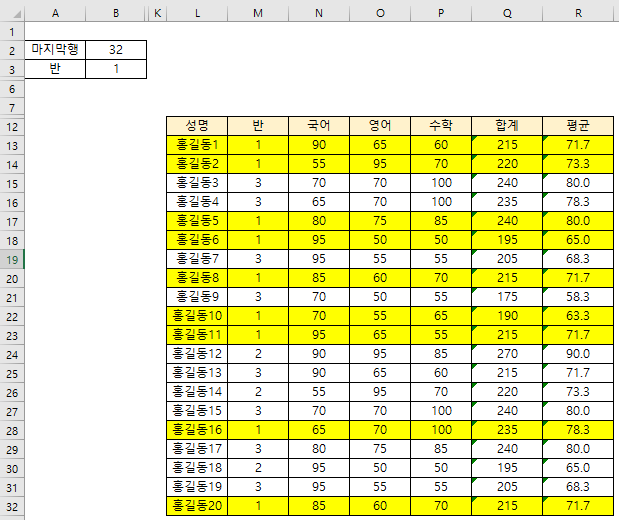 A B K L M N O P Q R
1
2 마지막행 32
3 반 1
6
7
12 성명 반 국어 영어 수학 합계 평균
13 홍길동1 1 90 65 60 215 71.7
14 홍길동2 1 55 95 70 220 73.3
15 홍길동3 3 70 70 100 240 80.0
16 홍길동4 3 65 70 100 235 78.3
17 홍길동5 1 80 75 85 240 80.0
18 홍길동6 1 95 50 50 195 65.0
19 홍길동7 3 95 55 55 205 68.3
20 홍길동8 1 85 60 70 215 71.7
21 홍길동9 3 70 50 55 175 58.3
22 홍길동10 1 70 55 65 190 63.3
23 홍길동11 1 95 65 55 215 71.7
24 홍길동12 2 90 95 85 270 90.0
25 홍길동13 3 90 65 60 215 71.7
26 홍길동14 2 55 95 70 220 73.3
27 홍길동15 3 70 70 100 240 80.0
28 홍길동16 1 65 70 100 235 78.3
29 홍길동17 3 80 75 85 240 80.0
30 홍길동18 2 95 50 50 195 65.0
31 홍길동19 3 95 55 55 205 68.3
32 홍길동20 1 85 60 70 215 71.7